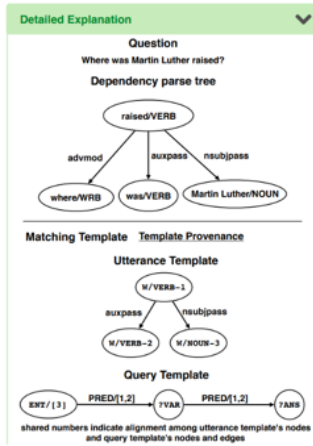 Detailed Explanation
Question
Where was Martin Luther raised?
Dependency parse tree
raised/VERB
advmod auxpass nsubjpass
where/WRB was/VERB Martin Luther/NOUN
Matching Template Template Provenance
Utterance Template
W/VERB-1
auxpass nsubjpass
W/VERB-2 W/NOUN-3
Query Template
PRED/[1,2] PRED/[1,2]
ENT/[3] ?VAR ?ANS
shared numbers indicate alignment among utterance template's nodes
and query template's nodes and edges